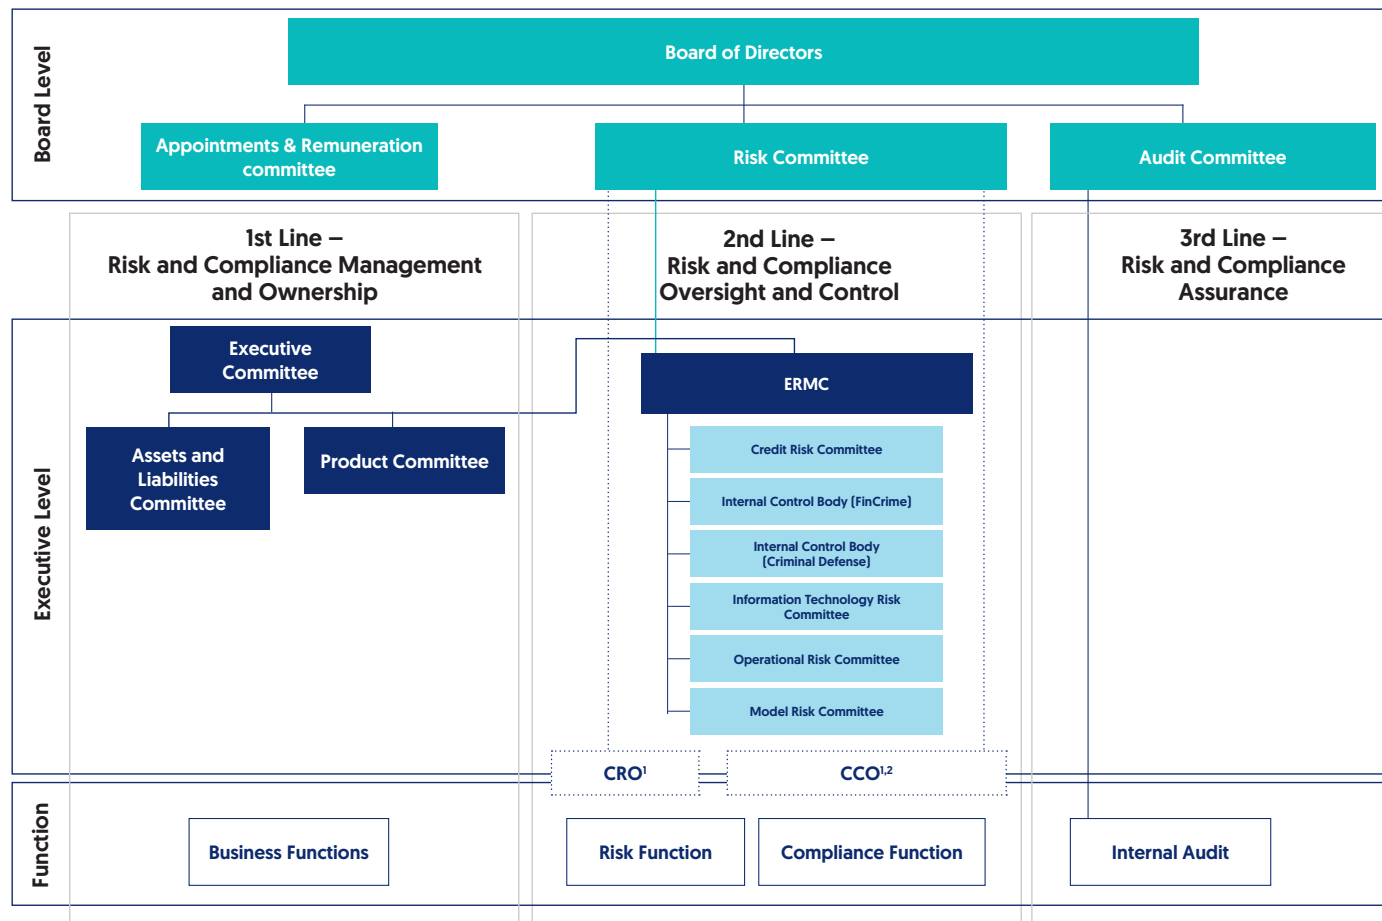 Board Level
Board of Directors
Appointments & Remuneration
committee
Risk Committee
Audit Committee
1st Line –
Risk and Compliance Management
and Ownership
2nd Line –
Risk and Compliance
Oversight and Control
3rd Line –
Risk and Compliance
Assurance
Executive Level
Executive
Committee
Assets and
Liabilities
Committee
Product Committee
ERMC
Credit Risk Committee
Internal Control Body (FinCrime)
Internal Control Body
(Criminal Defense)
Information Technology Risk
Committee
Operational Risk Committee
Model Risk Committee
CRO¹
CCO¹,²
Function
Business Functions
Risk Function
Compliance Function
Internal Audit